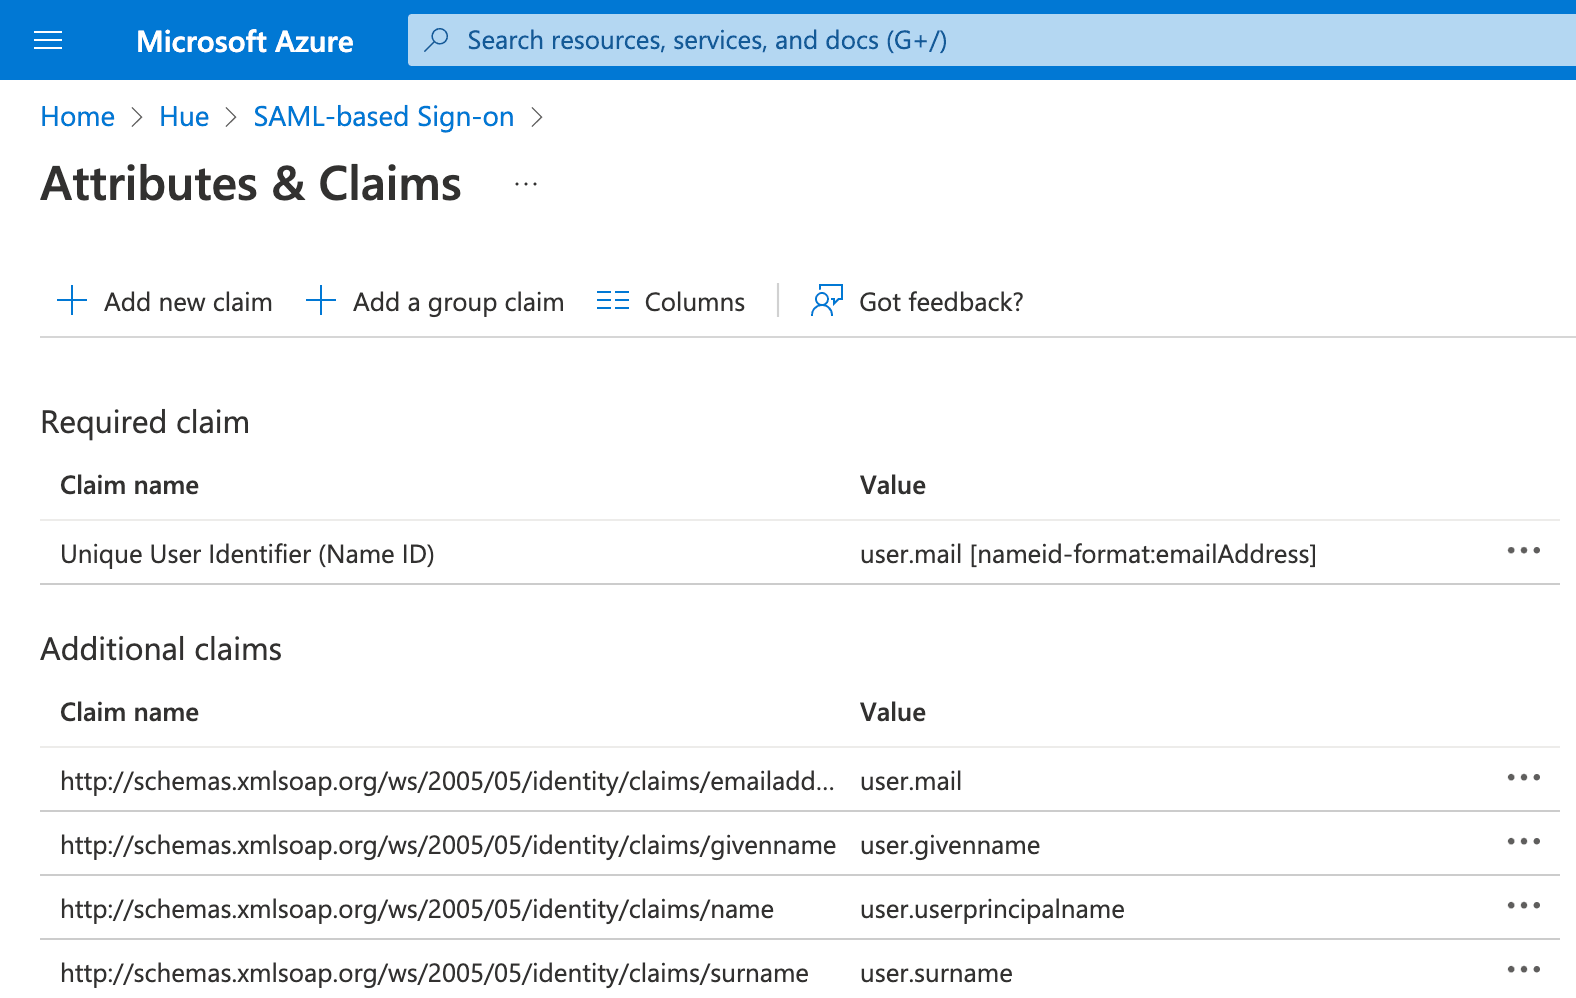 Microsoft Azure
Search resources, services, and docs (G+/)
Home > Hue > SAML-based Sign-on >
Attributes & Claims ...
Add new claim Add a group claim Columns Got feedback?
Required claim
Claim name Value
Unique User Identifier (Name ID) user.mail [nameid-format:emailAddress]
Additional claims
Claim name Value
http://schemas.xmlsoap.org/ws/2005/05/identity/claims/emailadd... user.mail
http://schemas.xmlsoap.org/ws/2005/05/identity/claims/givenname user.givenname
http://schemas.xmlsoap.org/ws/2005/05/identity/claims/name user.userprincipalname
http://schemas.xmlsoap.org/ws/2005/05/identity/claims/surname user.surname